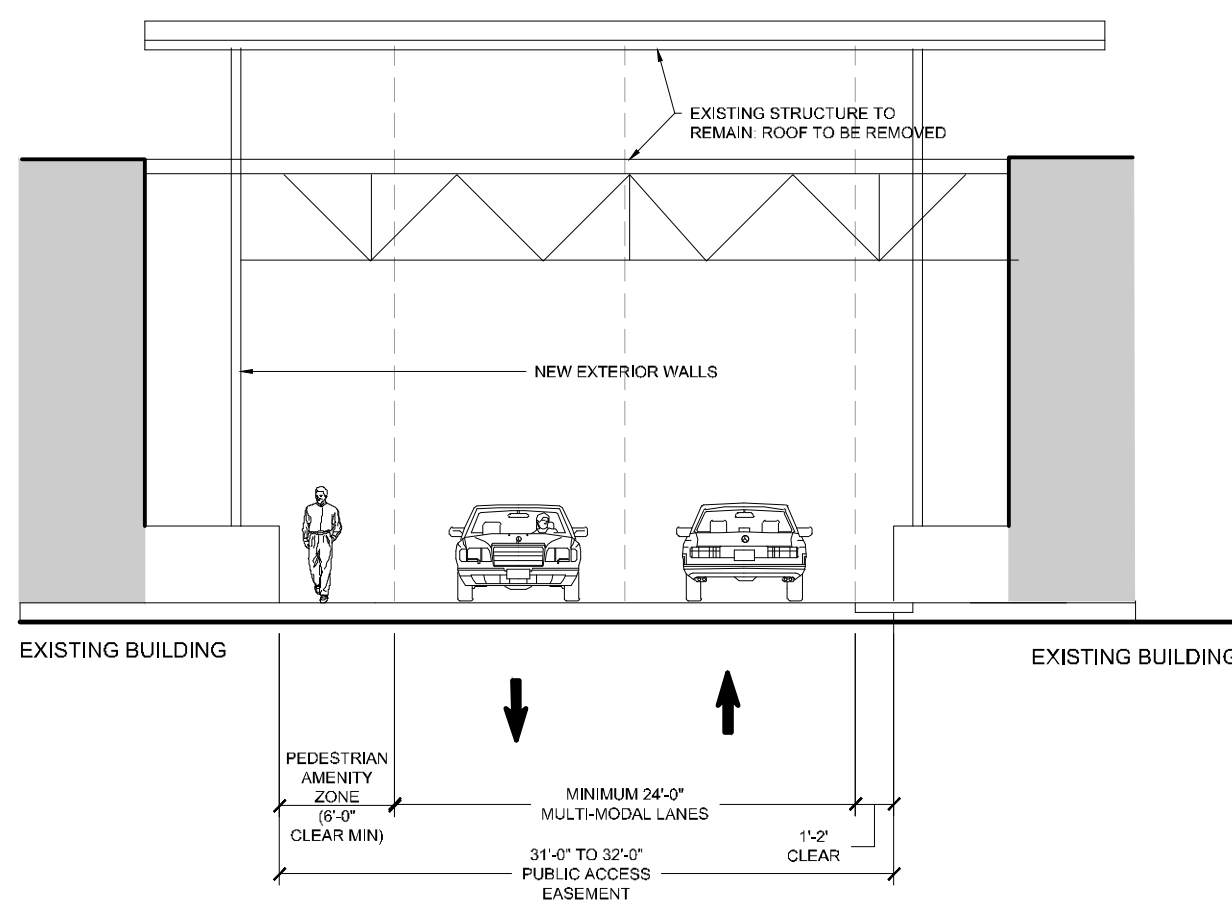 EXISTING STRUCTURE TO
REMAIN: ROOF TO BE REMOVED
NEW EXTERIOR WALLS
EXISTING BUILDING
EXISTING BUILDING
PEDESTRIAN
AMENITY
ZONE
(6'-0"
CLEAR MIN)
MINIMUM 24'-0"
MULTI-MODAL LANES
1'-2'
CLEAR
31'-0" TO 32'-0"
PUBLIC ACCESS
EASEMENT